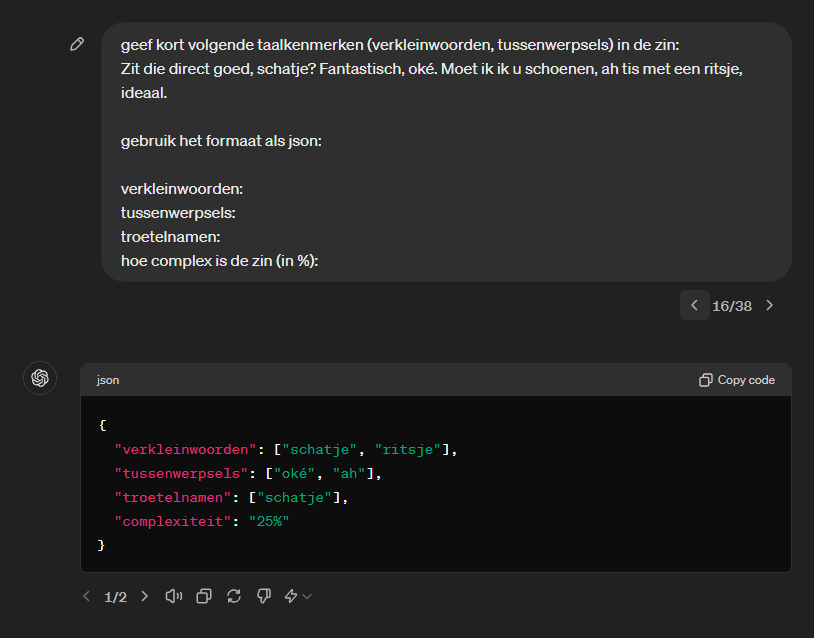 geef kort volgende taalkenmerken (verkleinwoorden, tussenwerpsels) in de zin:
Zit die direct goed, schatje? Fantastisch, oké. Moet ik ik u schoenen, ah tis met een ritsje,
ideaal.
gebruik het formaat als json:
verkleinwoorden:
tussenwerpsels:
troetelnamen:
hoe complex is de zin (in %):
16/38
json
Copy code
{
"verkleinwoorden": ["schatje", "ritsje"],
"tussenwerpsels": ["oké", "ah"],
"troetelnamen": ["schatje"],
"complexiteit": "25%"
}
1/2